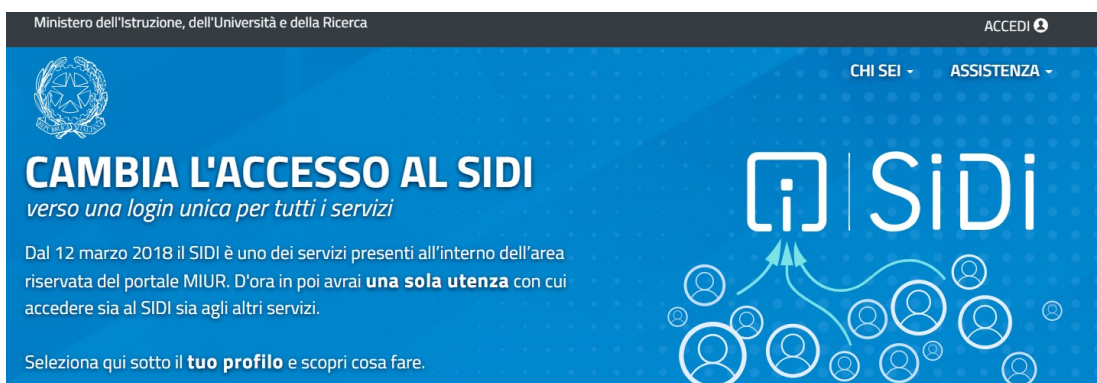 Ministero dell'Istruzione, dell'Università e della Ricerca
ACCEDI
CHI SEI
ASSISTENZA
CAMBIA L'ACCESSO AL SIDI
verso una login unica per tutti i servizi
SiDi
Dal 12 marzo 2018 il SIDI è uno dei servizi presenti all'interno dell'area
riservata del portale MIUR. D'ora in poi avrai una sola utenza con cui
accedere sia al SIDI sia agli altri servizi.
Seleziona qui sotto il tuo profilo e scopri cosa fare.